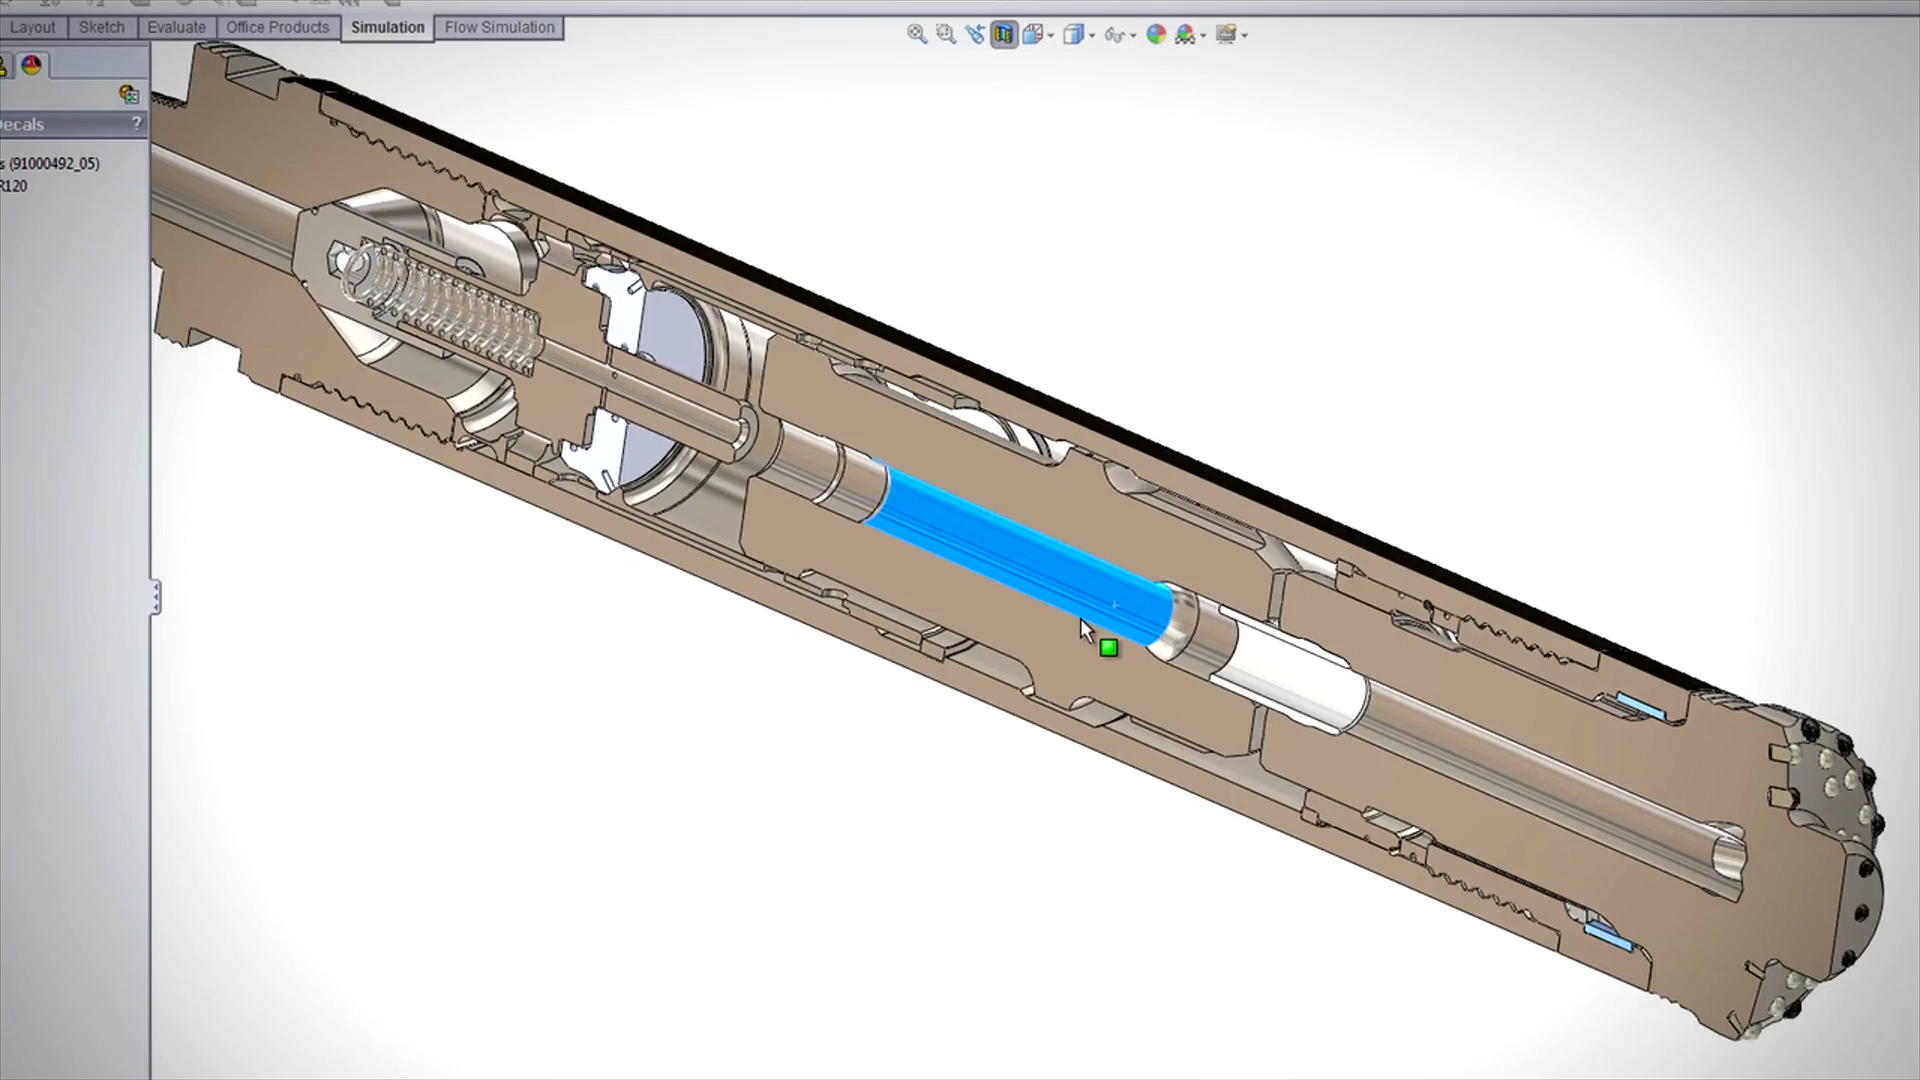 Layout Sketch Evaluate Office Products Simulation Flow Simulation
ecals ?
s (91000492_05)
R120